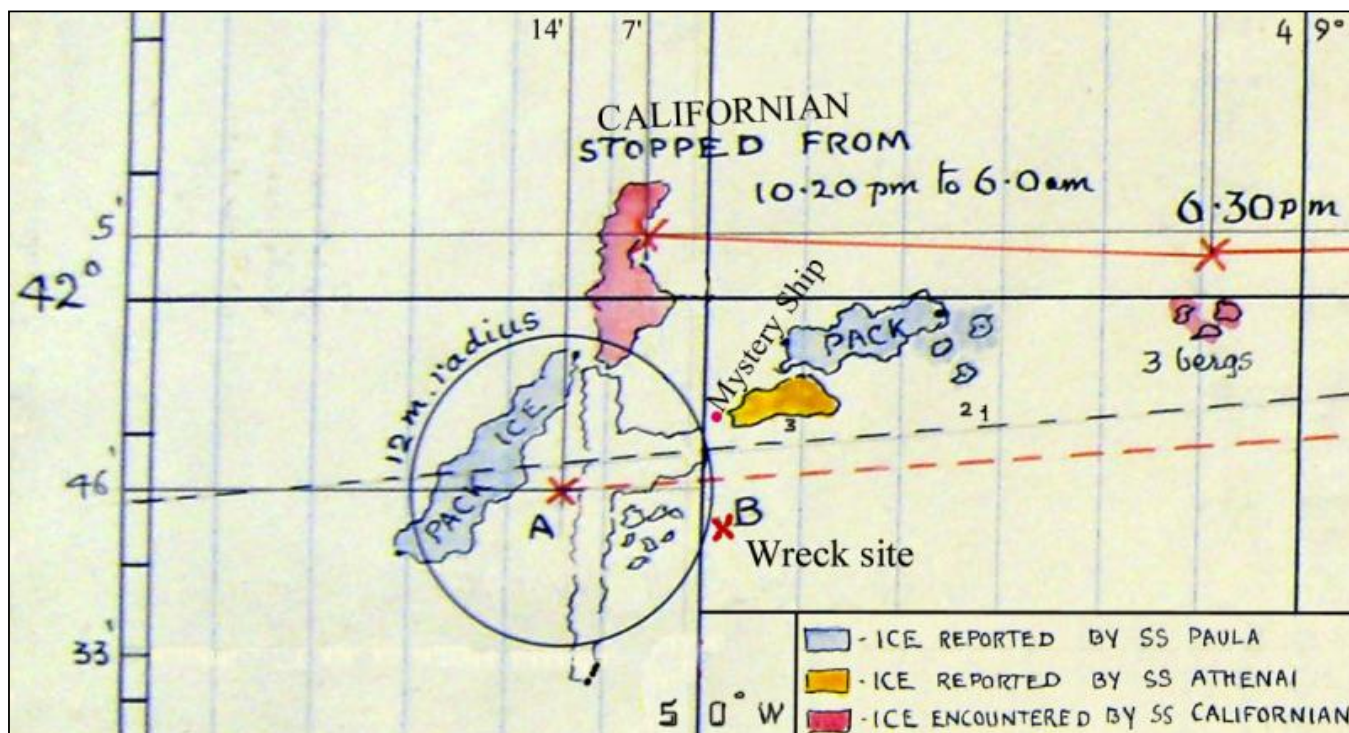 14' 7' 4 9°
CALIFORNIAN
STOPPED FROM
10·20 pm to 6·0am
6·30pm
5'
42°
Mystery Ship
12 m. radius
PACK
3 bergs
PACK ICE
3
2 1
46'
A
B
Wreck site
33'
5 0° W
- ICE REPORTED BY SS PAULA
- ICE REPORTED BY SS ATHENAI
- ICE ENCOUNTERED BY SS CALIFORNIAN